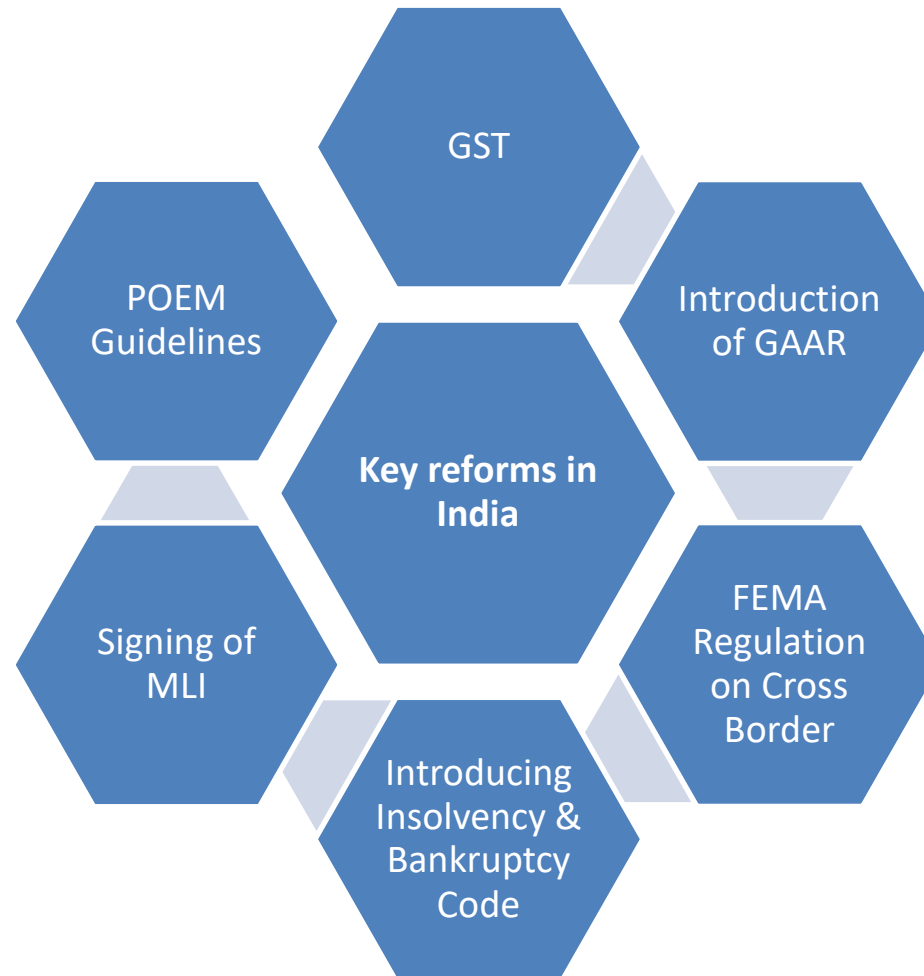 GST
Introduction
of GAAR
FEMA
Regulation
on Cross
Border
Introducing
Insolvency &
Bankruptcy
Code
Signing of
MLI
POEM
Guidelines
Key reforms in
India